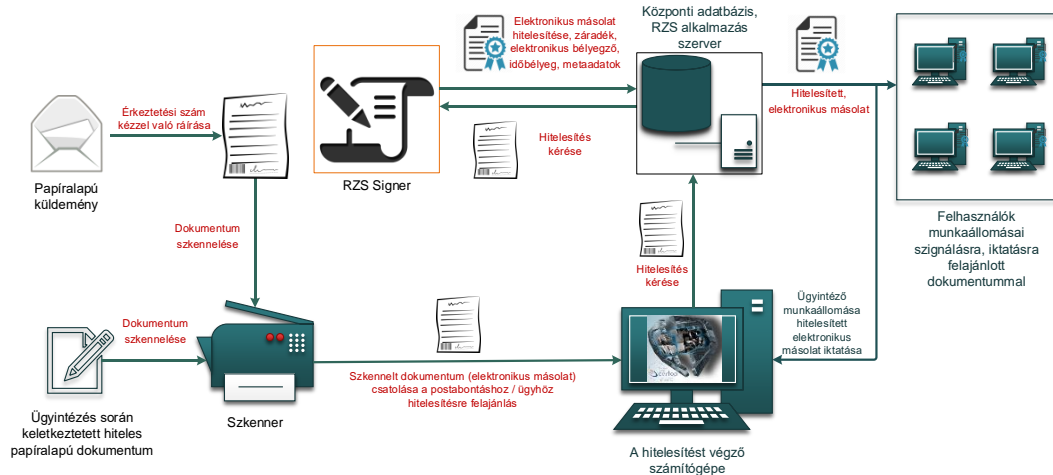 Elektronikus másolat
hitelesítése, záradék,
elektronikus bélyegző,
időbélyeg, metaadatok
Központi adatbázis,
RZS alkalmazás
szerver
Érkeztetési szám
kézzel való ráírása
Papíralapú
küldemény
RZS Signer
Hitelesítés
kérése
Hitelesített,
elektronikus másolat
Felhasználók
munkaállomásai
szignálásra, iktatásra
felajánlott
dokumentummal
Dokumentum
szkennelése
Hitelesítés
kérése
Dokumentum
szkennelése
Ügyintéző
munkaállomása
hitelesített
elektronikus
másolat iktatása
Szkennelt dokumentum (elektronikus másolat)
csatolása a postabontáshoz / ügyhöz
hitelesítésre felajánlás
Ügyintézés során
keletkeztetett hiteles
papíralapú dokumentum
Szkenner
A hitelesítést végző
számítógépe